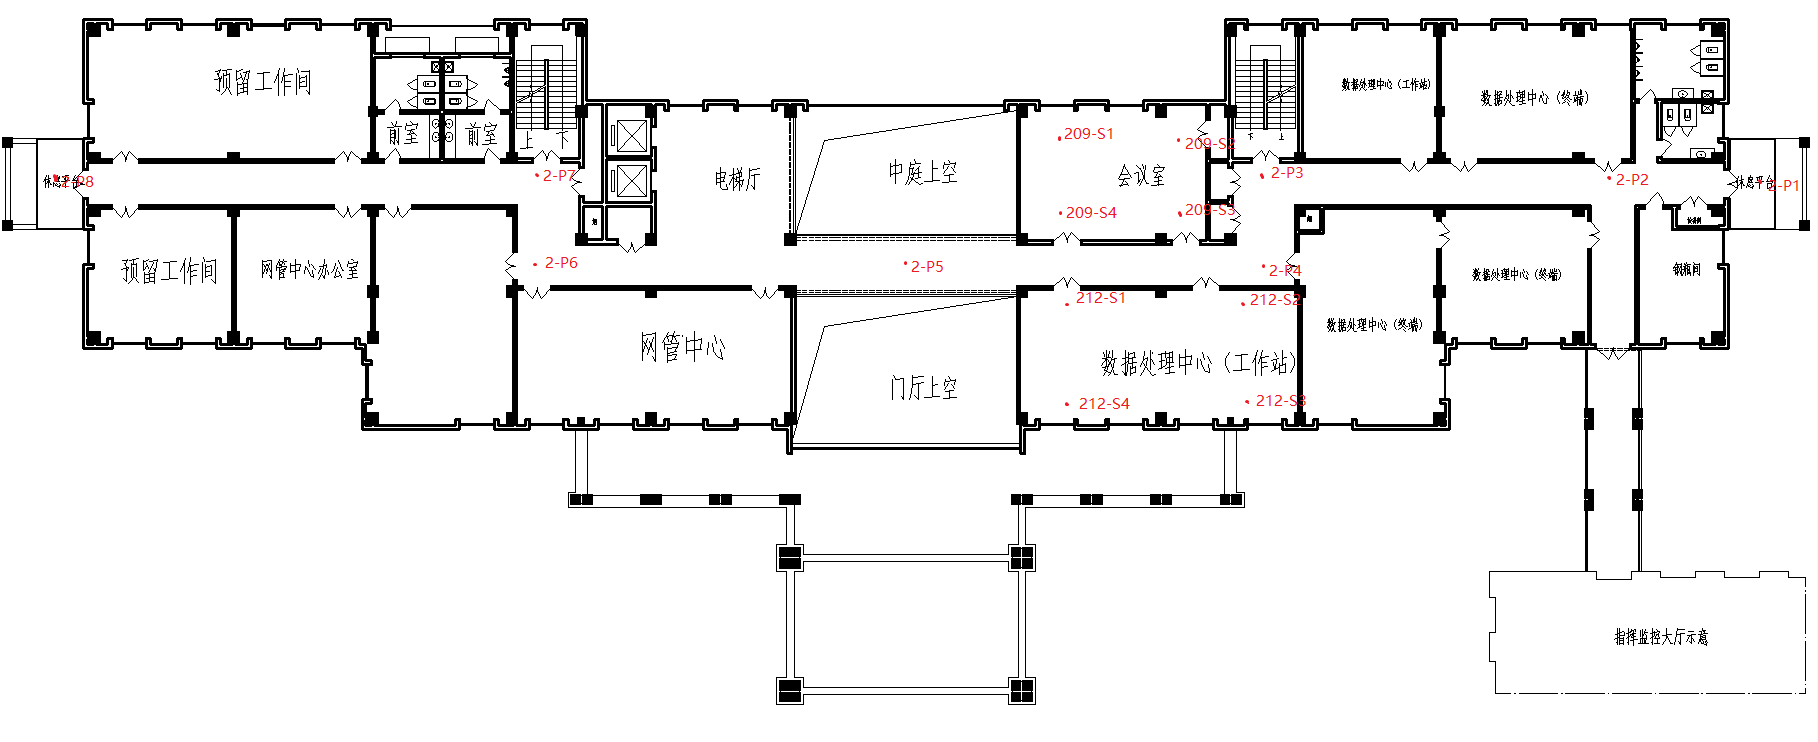 预留工作间
数据处理中心（工作站）
数据处理中心（终端）
前室
前室
上
下
下
上
209-S1
209-S2
中庭上空
会议室
电梯厅
休息平台
2-P8
2-P7
2-P3
2-P2
休息平台
2-P1
209-S4
209-S3
预留工作间
网管中心办公室
2-P6
2-P5
2-P4
数据处理中心（终端）
钢瓶间
212-S1
212-S2
数据处理中心（终端）
网管中心
数据处理中心（工作站）
门厅上空
212-S4
212-S3
指挥监控大厅示意